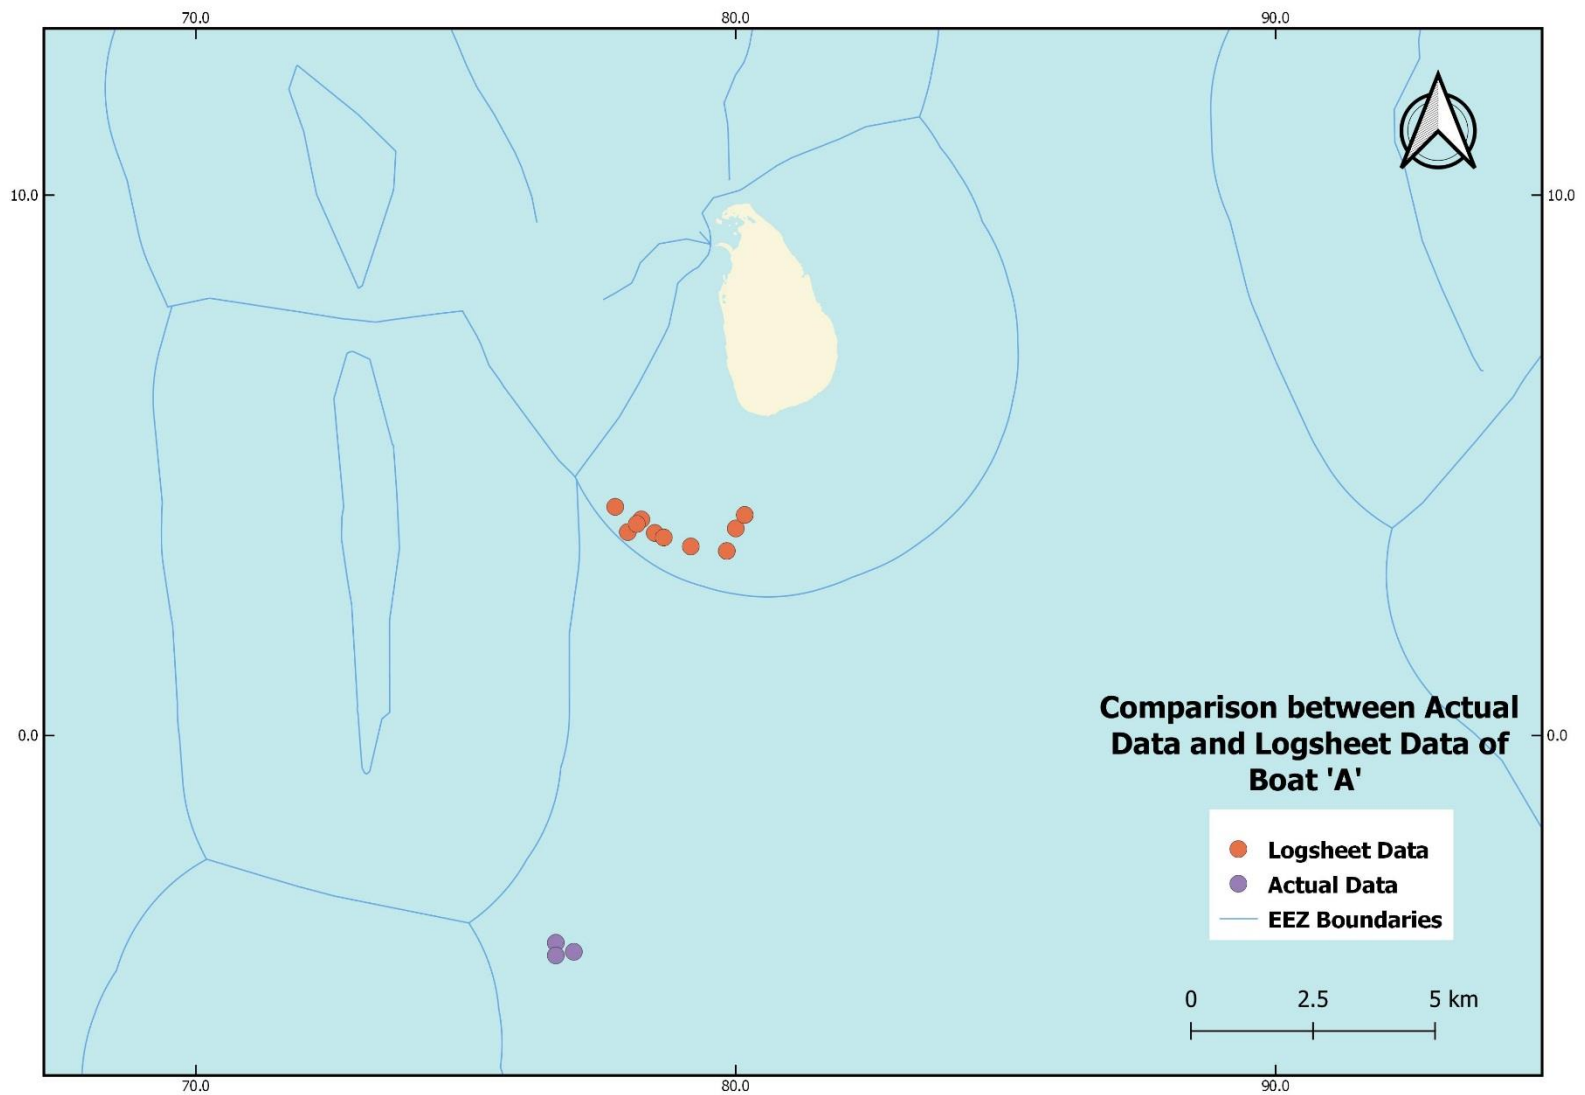 70.0 80.0 90.0
10.0 10.0
0.0 0.0
Comparison between Actual
Data and Logsheet Data of
Boat 'A'
Logsheet Data
Actual Data
EEZ Boundaries
0 2.5 5 km
70.0 80.0 90.0